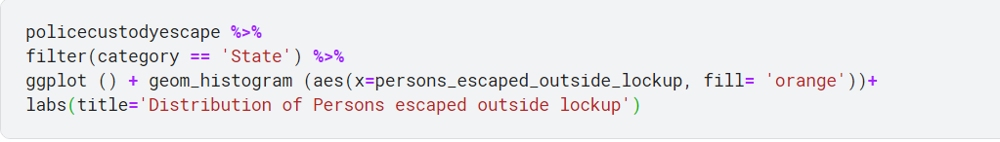 policecustodyescape %>%
filter(category == 'State') %>%
ggplot () + geom_histogram (aes(x=persons_escaped_outside_lockup, fill= 'orange'))+
labs(title='Distribution of Persons escaped outside lockup')